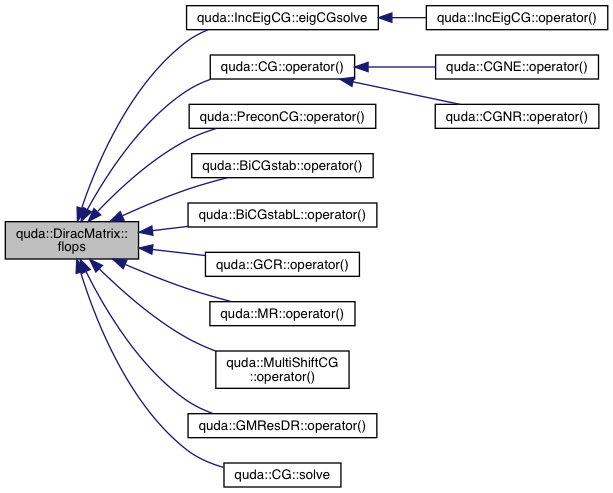 quda::IncEigCG::eigCGsolve
quda::IncEigCG::operator()
quda::CG::operator()
quda::CGNE::operator()
quda::CGNR::operator()
quda::PreconCG::operator()
quda::BiCGstab::operator()
quda::BiCGstabL::operator()
quda::DiracMatrix::
flops
quda::GCR::operator()
quda::MR::operator()
quda::MultiShiftCG
::operator()
quda::GMResDR::operator()
quda::CG::solve